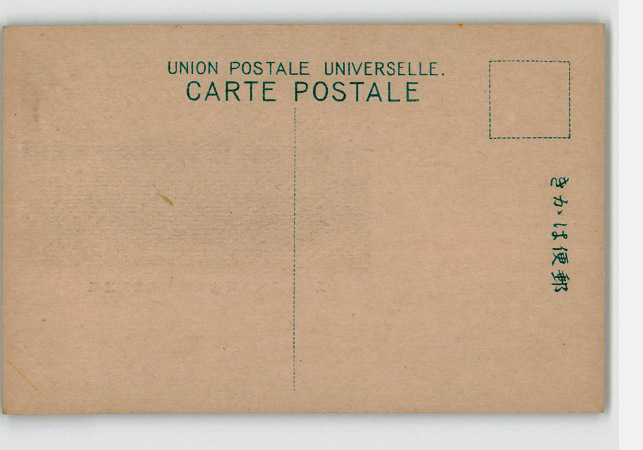 UNION POSTALE UNIVERSELLE.
CARTE POSTALE
郵便はかき